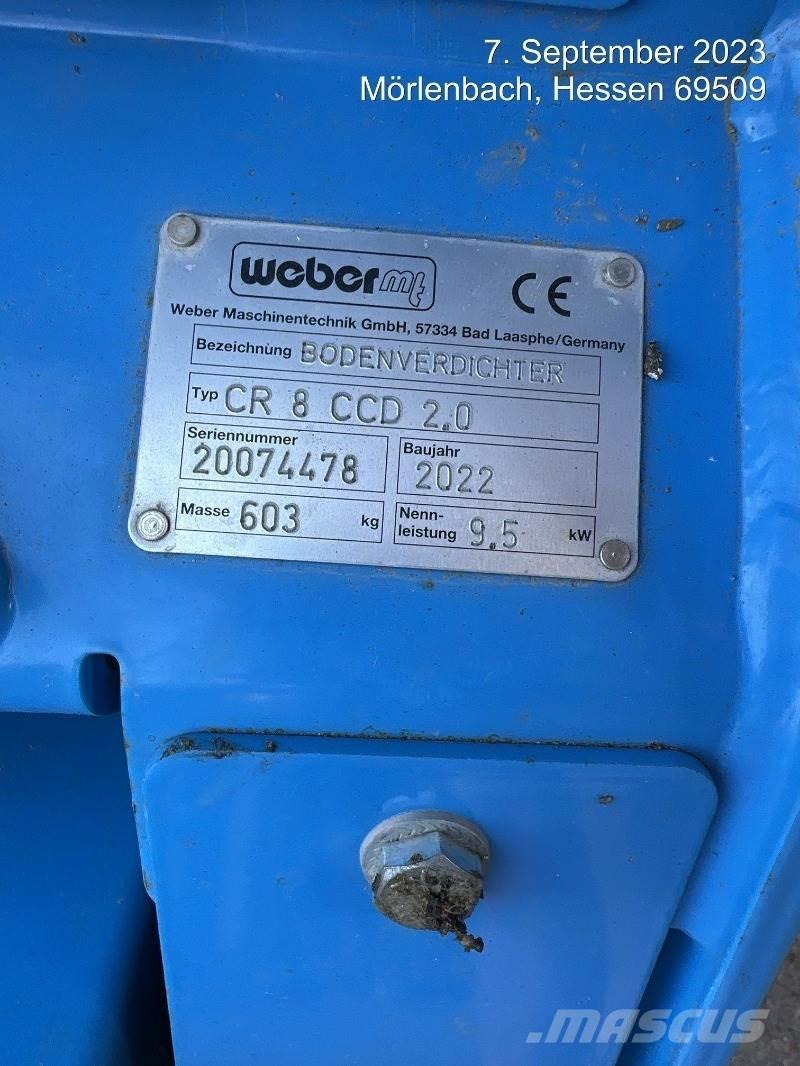 7. September 2023
Mörlenbach, Hessen 69509
weber mt
CE
Weber Maschinentechnik GmbH, 57334 Bad Laasphe/Germany
Bezeichnung BODENVERDICHTER
Typ CR 8 CCD 2.0
Seriennummer
20074478
Baujahr
2022
Masse 603 kg
Nenn-
leistung 9.5 kW
MASCUS